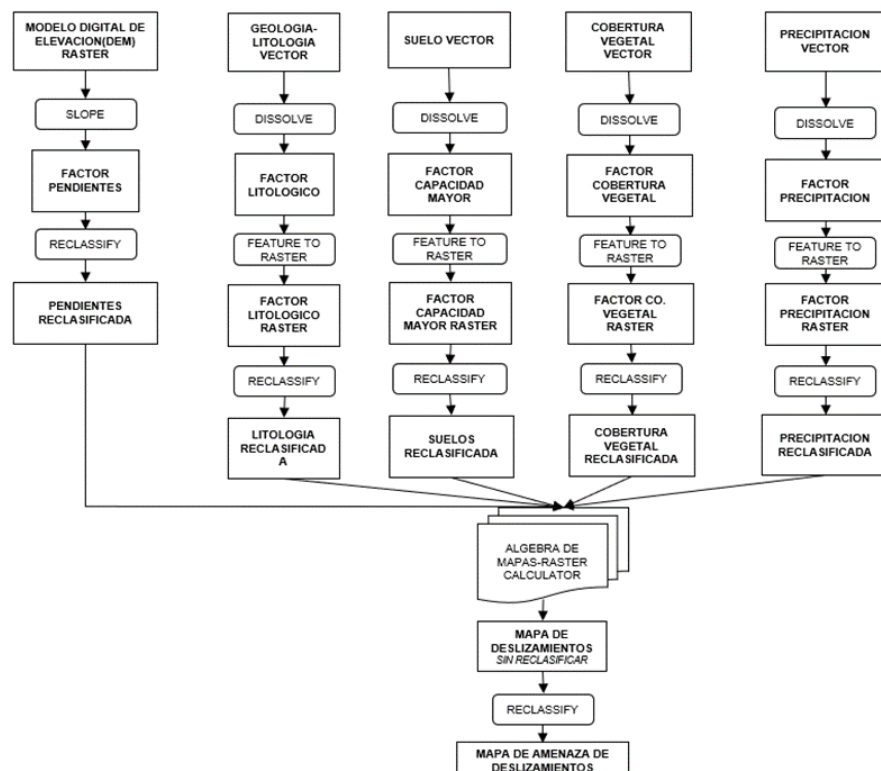 MODELO DIGITAL DE
ELEVACION(DEM)
RASTER
SLOPE
FACTOR
PENDIENTES
RECLASSIFY
PENDIENTES
RECLASIFICADA
GEOLOGIA-
LITOLOGIA
VECTOR
DISSOLVE
FACTOR
LITOLOGICO
FEATURE TO
RASTER
FACTOR
LITOLOGICO
RASTER
RECLASSIFY
LITOLOGIA
RECLASIFICAD
A
SUELO VECTOR
DISSOLVE
FACTOR
CAPACIDAD
MAYOR
FEATURE TO
RASTER
FACTOR
CAPACIDAD
MAYOR RASTER
RECLASSIFY
SUELOS
RECLASIFICADA
COBERTURA
VEGETAL
VECTOR
DISSOLVE
FACTOR
COBERTURA
VEGETAL
FEATURE TO
RASTER
FACTOR CO.
VEGETAL
RASTER
RECLASSIFY
COBERTURA
VEGETAL
RECLASIFICADA
PRECIPITACION
VECTOR
DISSOLVE
FACTOR
PRECIPITACION
FEATURE TO
RASTER
FACTOR
PRECIPITACION
RASTER
RECLASSIFY
PRECIPITACION
RECLASIFICADA
ALGEBRA DE
MAPAS-RASTER
CALCULATOR
MAPA DE
DESLIZAMIENTOS
SIN RECLASIFICAR
RECLASSIFY
MAPA DE AMENAZA DE
DESLIZAMIENTOS